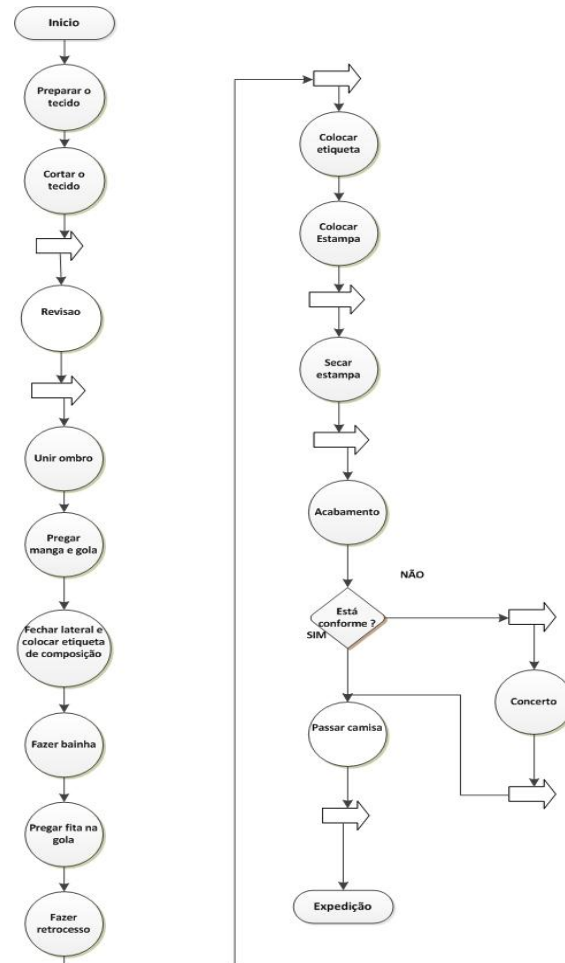 Inicio
Preparar o
tecido
Cortar o
tecido
Revisao
Unir ombro
Pregar
manga e gola
Fechar lateral e
colocar etiqueta
de composição
Fazer bainha
Pregar fita na
gola
Fazer
retrocesso
Colocar
etiqueta
Colocar
Estampa
Secar
estampa
Acabamento
NÃO
Está
conforme ?
SIM
Concerto
Passar camisa
Expedição